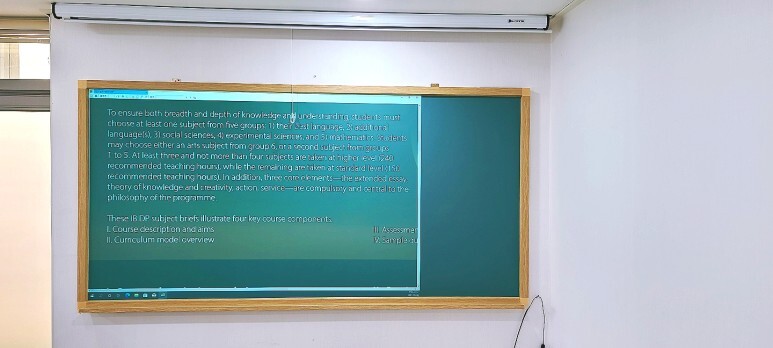 To ensure both breadth and depth of knowledge and understanding, students must
choose at least one subject from five groups: 1) their best language, 2) additional
language(s), 3) social sciences, 4) experimental sciences, and 5) mathematics. Students
may choose either an arts subject from group 6, or a second subject from groups
1 to 5. At least three and not more than four subjects are taken at higher level (240
recommended teaching hours), while the remaining are taken at standard level (150
recommended teaching hours). In addition, three core elements—the extended essay,
theory of knowledge and creativity, action, service—are compulsory and central to the
philosophy of the programme.
These IB DP subject briefs illustrate four key course components.
I. Course description and aims
III. Assessmen
II. Curriculum model overview
IV. Sample qu